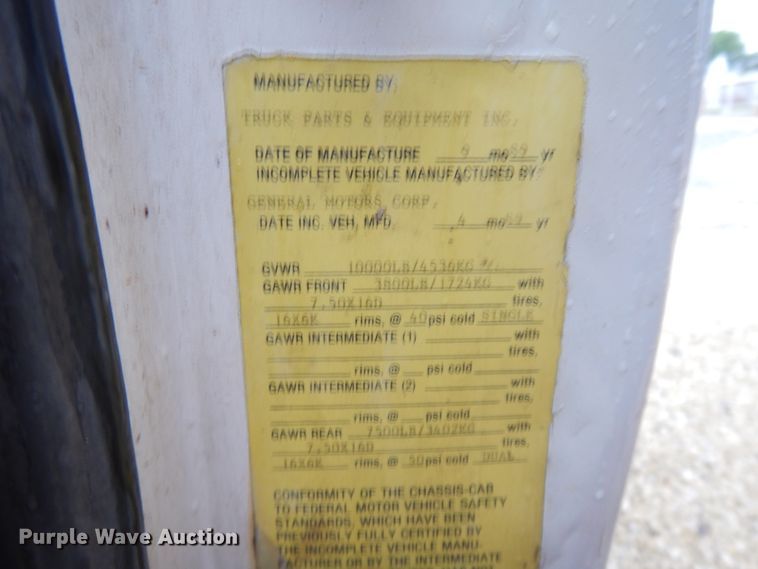 MANUFACTURED BY:
TRUCK PARTS & EQUIPMENT INC.
DATE OF MANUFACTURE 9 mo 89 yr
INCOMPLETE VEHICLE MANUFACTURED BY:
GENERAL MOTORS CORP.
DATE INC. VEH, MFD. 4 mo 89 yr
GVWR 10000LB/4536KG
GAWR FRONT 3800LB/1724KG with
7.50X16D tires,
16X6K rims, @ 40 psi cold SINGLE
GAWR INTERMEDIATE (1) with
tires,
rims, @ psi cold
GAWR INTERMEDIATE (2) with
tires,
rims, @ psi cold
GAWR REAR 7500LB/3402KG with
7.50X16D tires,
16X6K rims, @ 50 psi cold DUAL
CONFORMITY OF THE CHASSIS-CAB
TO FEDERAL MOTOR VEHICLE SAFETY
STANDARDS, WHICH HAVE BEEN
PREVIOUSLY FULLY CERTIFIED BY
THE INCOMPLETE VEHICLE MANU-
FACTURER OR BY THE INTERMEDIATE
Purple Wave Auction